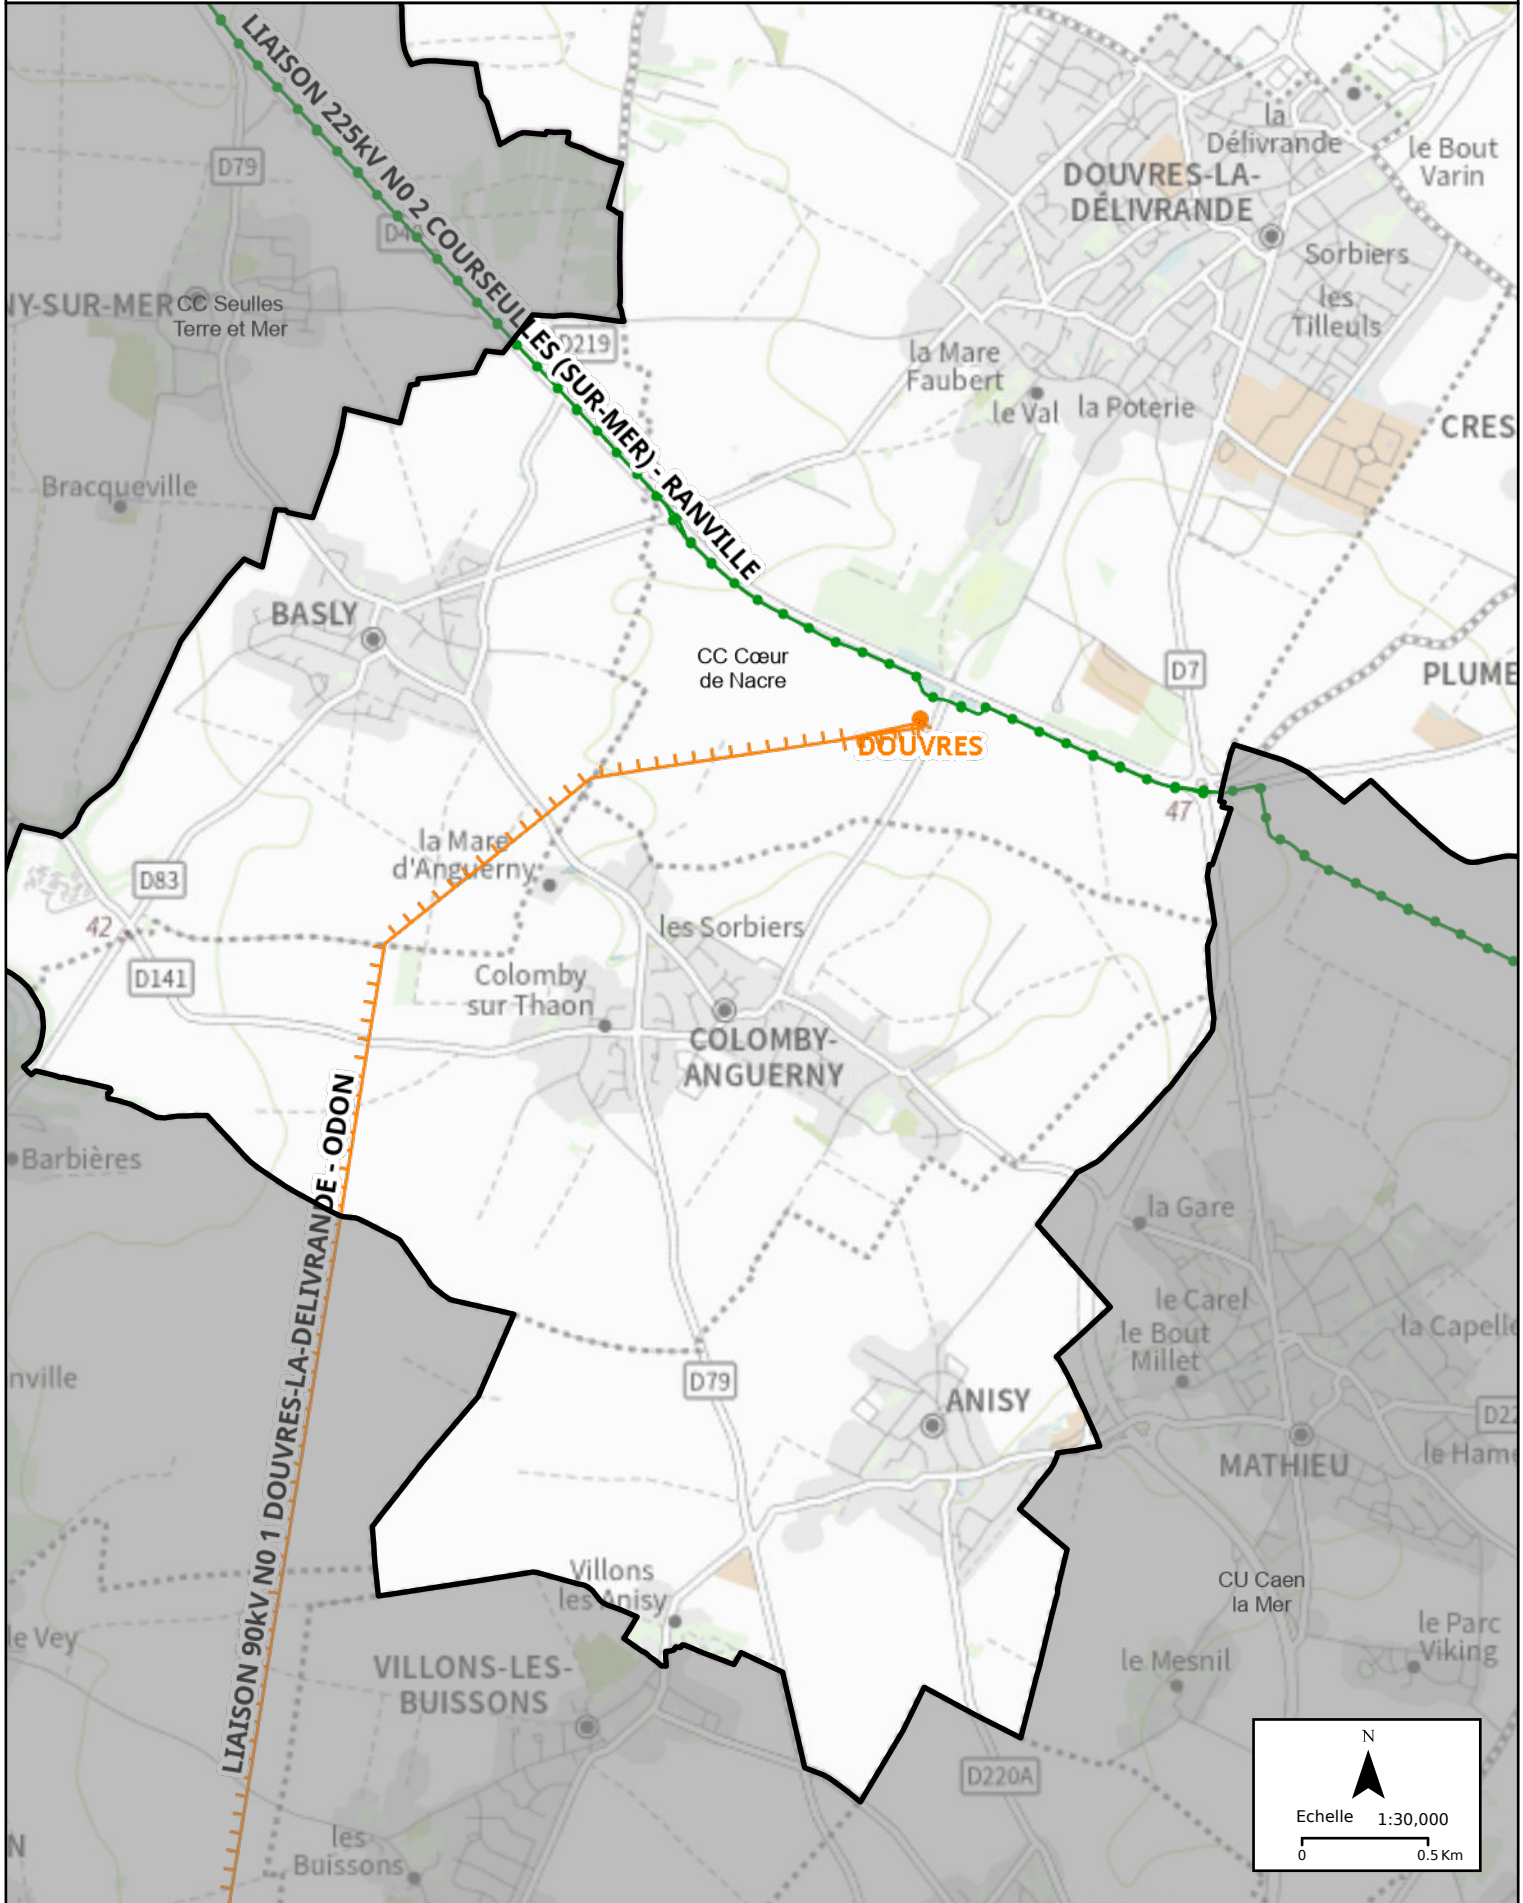 LIAISON 225kV N0 2 COURSEULLES (SUR-MER) - RANVILLE
la
Délivrande
le Bout
Varin
D79
DOUVRES-LA-
DÉLIVRANDE
Sorbiers
NY-SUR-MER
CC Seulles
Terre et Mer
les
Tilleuls
D219
la Mare
Faubert
le Val
la Poterie
CRES
Bracqueville
BASLY
CC Cœur
de Nacre
D7
PLUME
DOUVRES
47
la Mare
d'Anguerny
D83
42
les Sorbiers
D141
Colomby
sur Thaon
COLOMBY-
ANGUERNY
LIAISON 90kV N0 1 DOUVRES-LA-DELIVRANDE - ODON
Barbières
la Gare
le Carel
le Bout
Millet
la Capelle
nville
D79
ANISY
D22
MATHIEU
le Hame
Villons
les Anisy
CU Caen
la Mer
le Vey
le Parc
Viking
VILLONS-LES-
BUISSONS
le Mesnil
D220A
N
Echelle 1:30,000
0 0.5 Km
les
Buissons
N